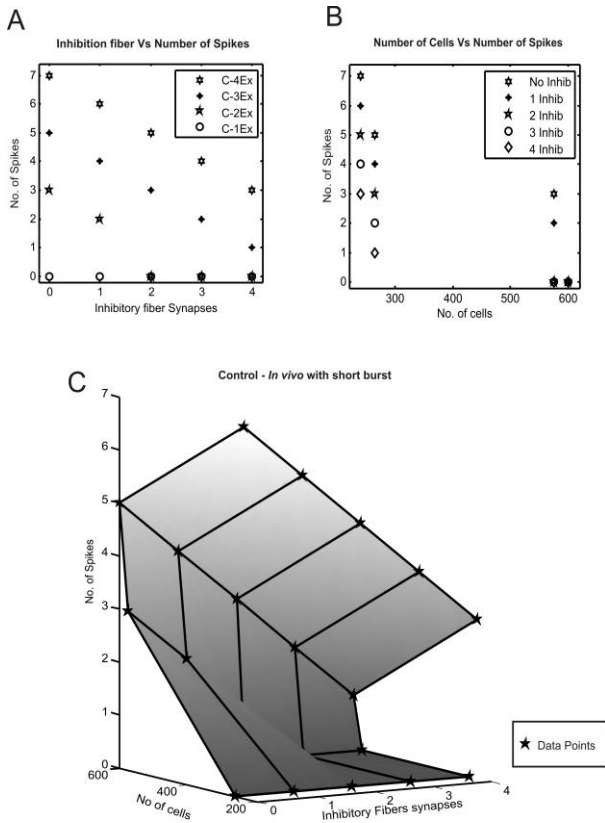 A
Inhibition fiber Vs Number of Spikes
7
6
5
4
3
2
1
0
No. of Spikes
C-4Ex
C-3Ex
C-2Ex
C-1Ex
0 1 2 3 4
Inhibitory fiber Synapses
B
Number of Cells Vs Number of Spikes
7
6
5
4
3
2
1
0
No. of Spikes
No Inhib
1 Inhib
2 Inhib
3 Inhib
4 Inhib
300 400 500 600
No. of cells
C
Control - In vivo with short burst
7
6
5
4
3
2
1
0
No. of Spikes
600
400
200
No of cells
0 1 2 3 4
Inhibitory Fibers synapses
Data Points